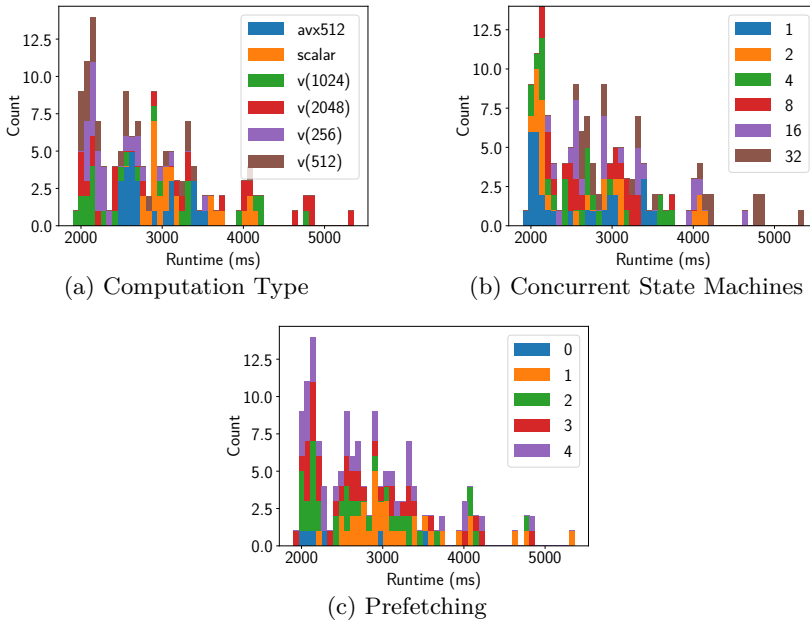 12.5
10.0
7.5
5.0
2.5
0.0
Count
2000
3000
4000
5000
Runtime (ms)
avx512
scalar
v(1024)
v(2048)
v(256)
v(512)
(a) Computation Type
12.5
10.0
7.5
5.0
2.5
0.0
Count
2000
3000
4000
5000
Runtime (ms)
1
2
4
8
16
32
(b) Concurrent State Machines
12.5
10.0
7.5
5.0
2.5
0.0
Count
2000
3000
4000
5000
Runtime (ms)
0
1
2
3
4
(c) Prefetching